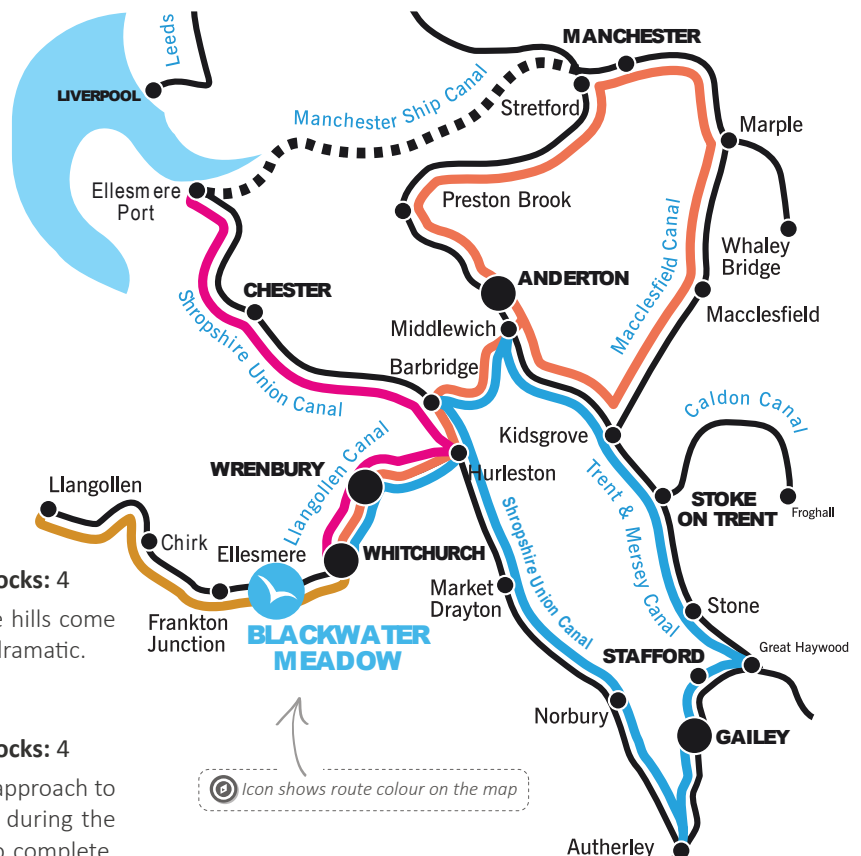 Leeds
LIVERPOOL
MANCHESTER
Stretford
Manchester Ship Canal
Marple
Ellesmere
Port
Preston Brook
Whaley
Bridge
Macclesfield Canal
ANDERTON
CHESTER
Macclesfield
Middlewich
Shropshire Union Canal
Barbridge
Caldon Canal
Kidsgrove
Llangollen Canal
WRENBURY
Hurleston
Llangollen
Trent & Mersey Canal
STOKE
ON TRENT
Froghall
Shropshire Union Canal
Chirk
Ellesmere
WHITCHURCH
ocks: 4
Market
Drayton
Stone
e hills come
Frankton
Junction
BLACKWATER
MEADOW
dramatic.
Great Haywood
STAFFORD
Norbury
GAILEY
ocks: 4
approach to
Icon shows route colour on the map
during the
o complete.
Autherley